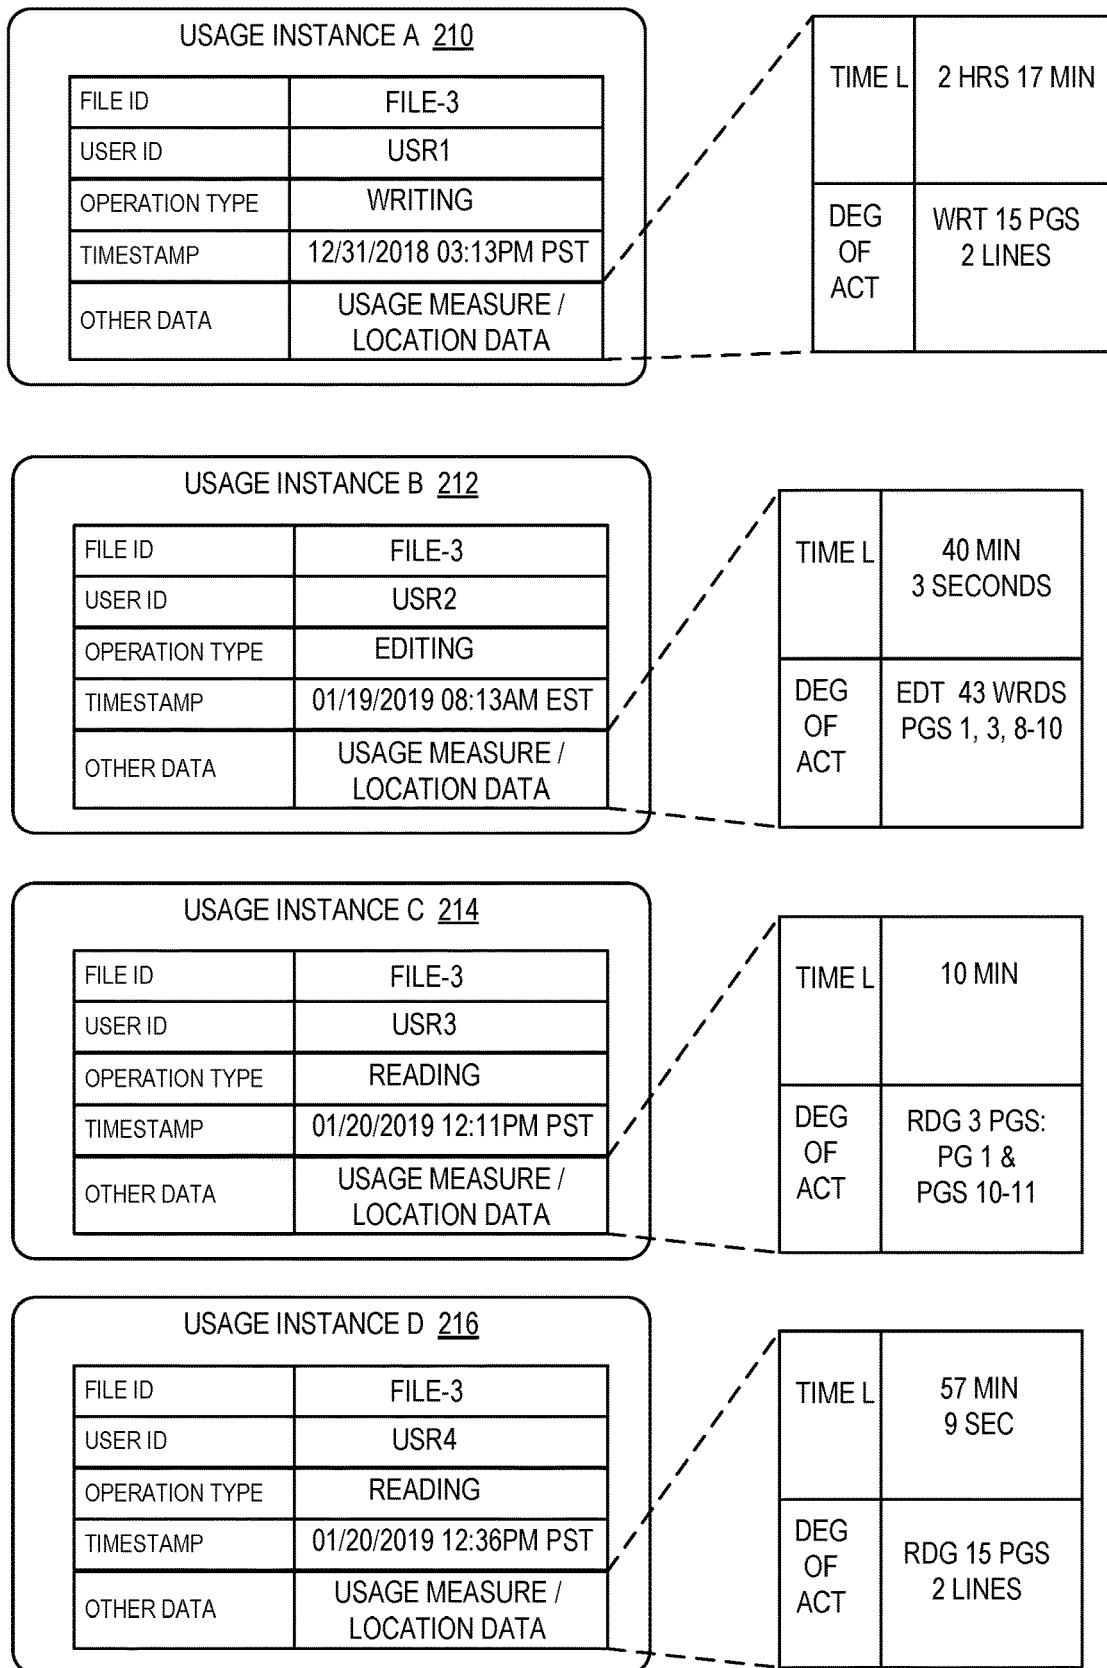 USAGE INSTANCE A 210
FILE ID FILE-3
USER ID USR1
OPERATION TYPE WRITING
TIMESTAMP 12/31/2018 03:13PM PST
OTHER DATA USAGE MEASURE /
LOCATION DATA
TIME L 2 HRS 17 MIN
DEG WRT 15 PGS
OF 2 LINES
ACT
USAGE INSTANCE B 212
FILE ID FILE-3
USER ID USR2
OPERATION TYPE EDITING
TIMESTAMP 01/19/2019 08:13AM EST
OTHER DATA USAGE MEASURE /
LOCATION DATA
TIME L 40 MIN
3 SECONDS
DEG EDT 43 WRDS
OF PGS 1, 3, 8-10
ACT
USAGE INSTANCE C 214
FILE ID FILE-3
USER ID USR3
OPERATION TYPE READING
TIMESTAMP 01/20/2019 12:11PM PST
OTHER DATA USAGE MEASURE /
LOCATION DATA
TIME L 10 MIN
DEG RDG 3 PGS:
OF PG 1 &
ACT PGS 10-11
USAGE INSTANCE D 216
FILE ID FILE-3
USER ID USR4
OPERATION TYPE READING
TIMESTAMP 01/20/2019 12:36PM PST
OTHER DATA USAGE MEASURE /
LOCATION DATA
TIME L 57 MIN
9 SEC
DEG RDG 15 PGS
OF 2 LINES
ACT